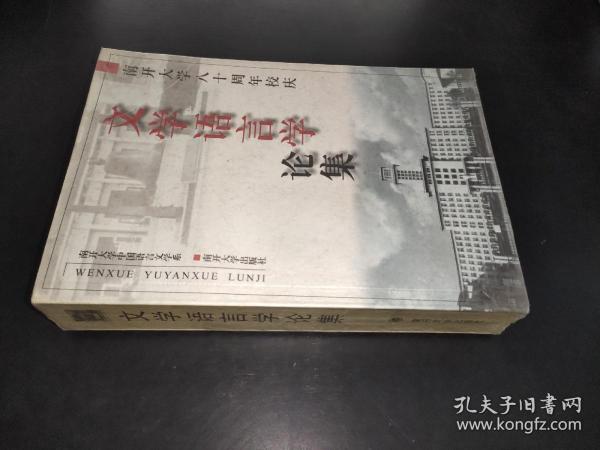 南开大学八十周年校庆
文学语言学
论集
南开大学中国语言文学系
南开大学出版社
WENXUE YUYANXUE LUNJI
文学语言学论集
孔夫子旧书网
www.kongfz.com